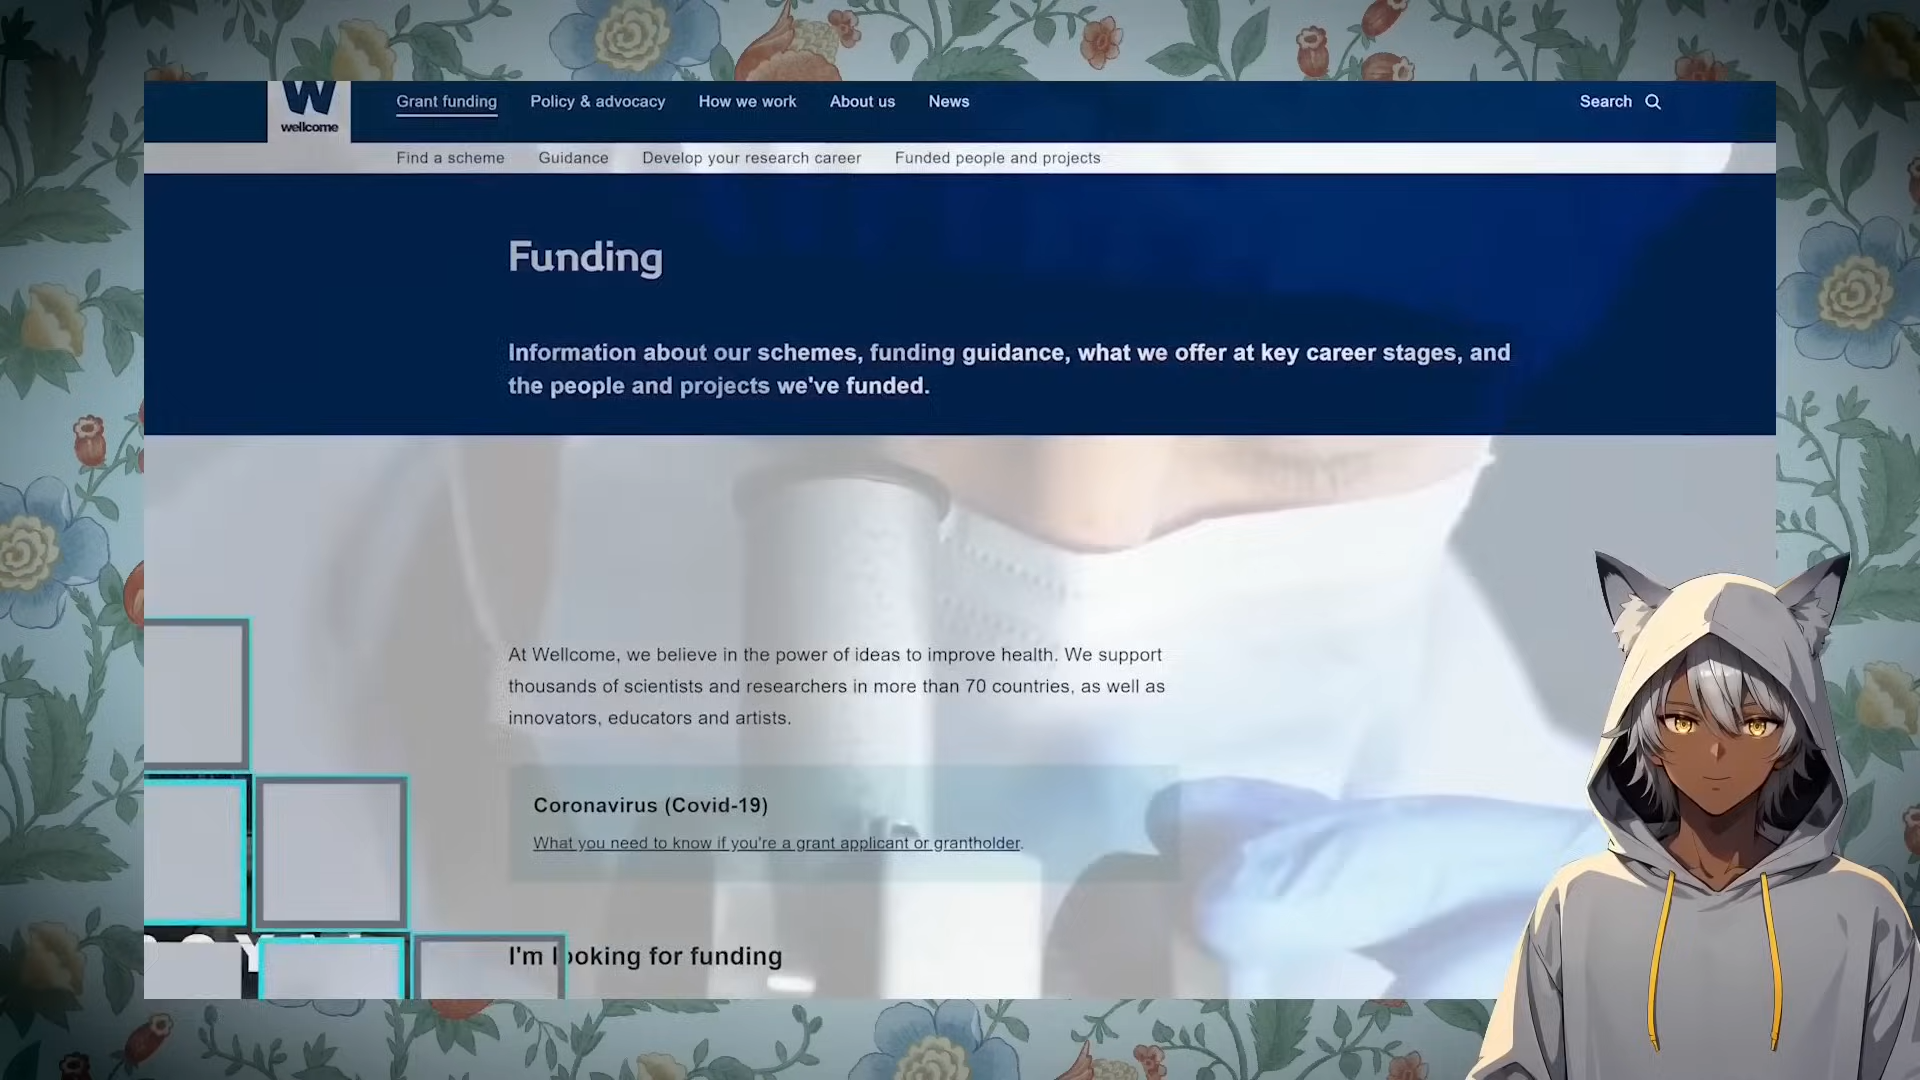 W
wellcome
Grant funding Policy & advocacy How we work About us News Search
Find a scheme Guidance Develop your research career Funded people and projects
Funding
Information about our schemes, funding guidance, what we offer at key career stages, and
the people and projects we've funded.
At Wellcome, we believe in the power of ideas to improve health. We support
thousands of scientists and researchers in more than 70 countries, as well as
innovators, educators and artists.
Coronavirus (Covid-19)
What you need to know if you're a grant applicant or grantholder.
I'm looking for funding